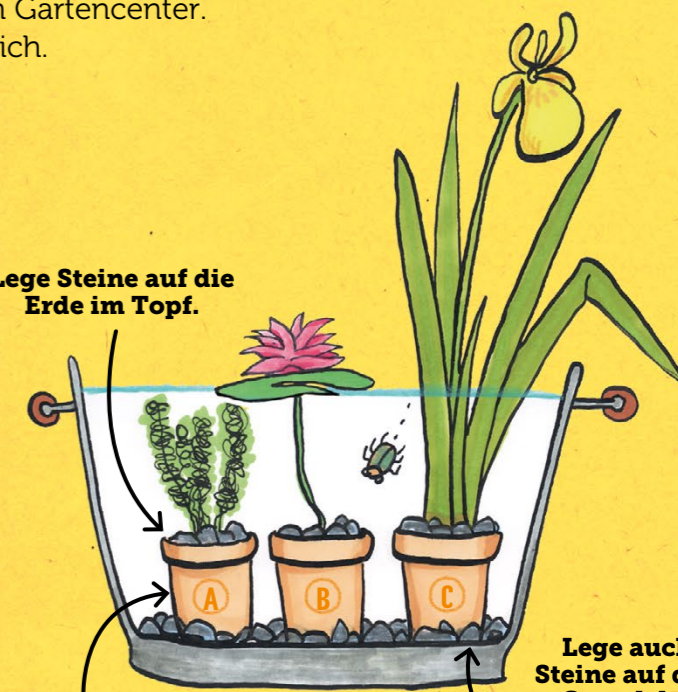 Gartencenter.
ich.
Lege Steine auf die
Erde im Topf.
A
B
C
Lege auch
Steine auf